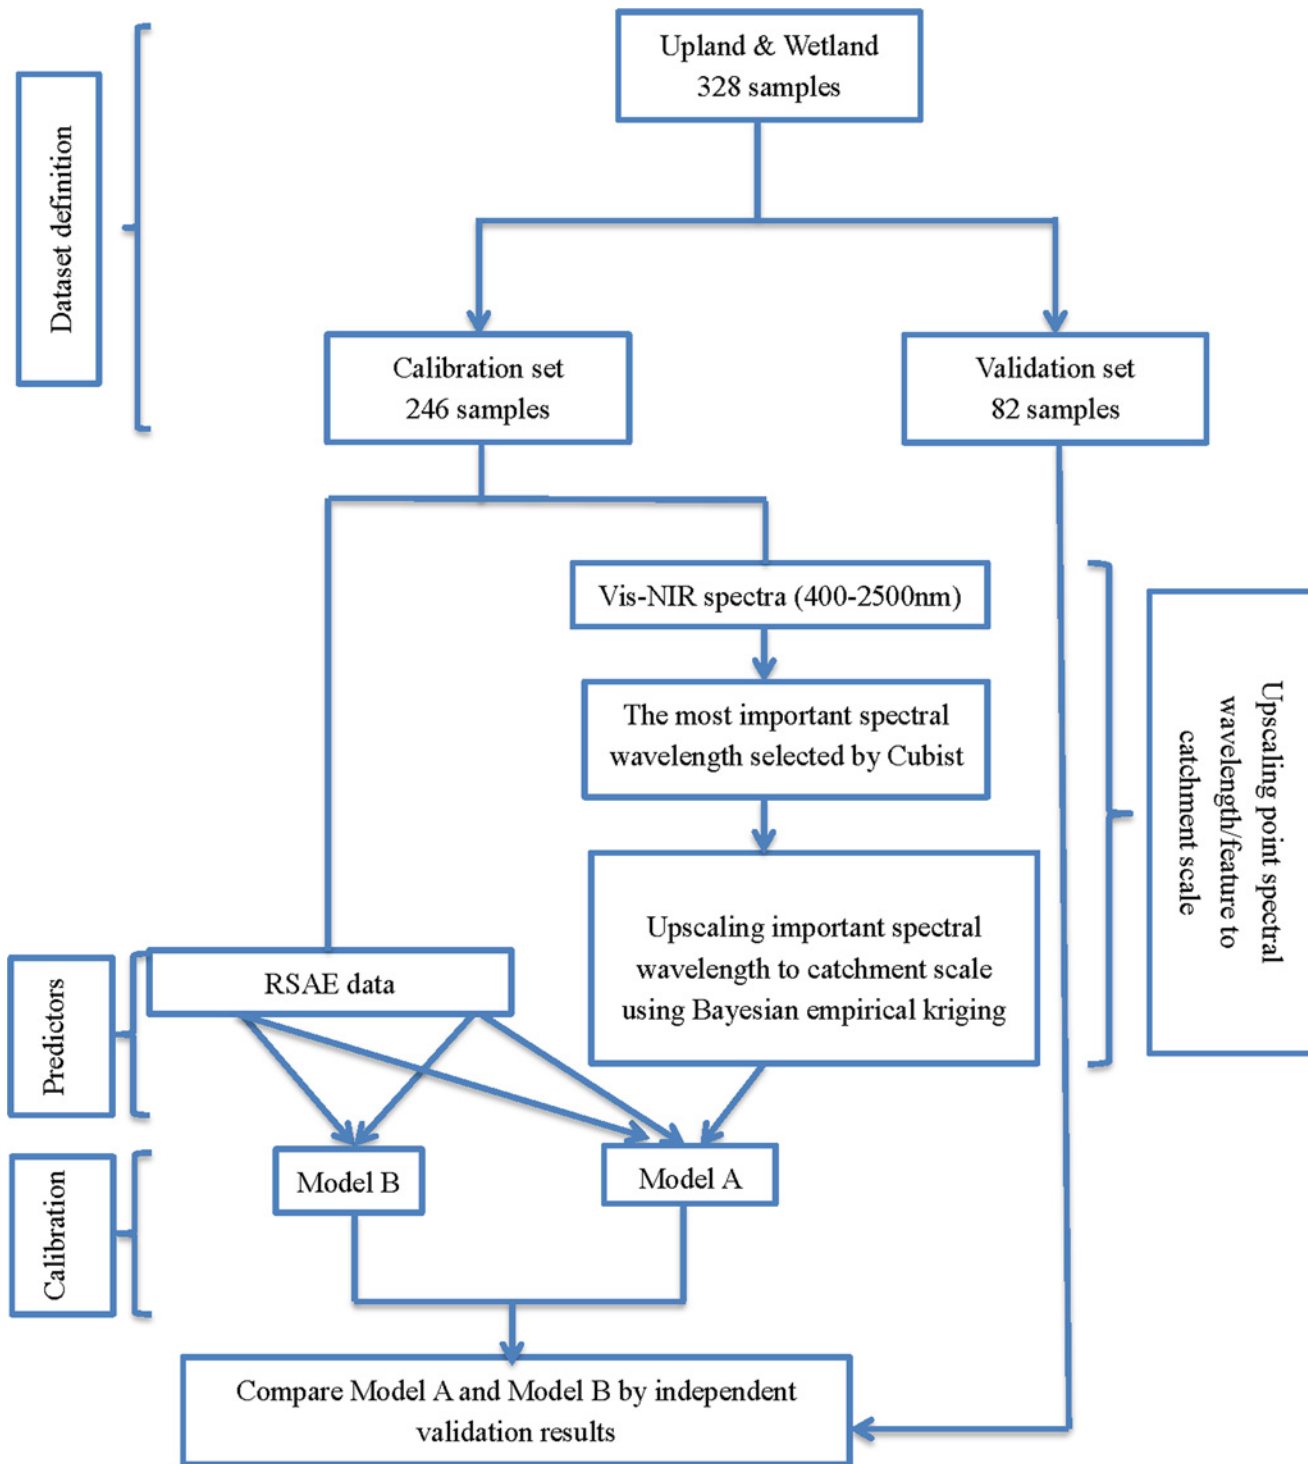 Upland & Wetland
328 samples
Dataset definition
Calibration set
246 samples
Validation set
82 samples
Vis-NIR spectra (400-2500nm)
The most important spectral
wavelength selected by Cubist
Upscaling point spectral
wavelength/feature to
catchment scale
Upscaling important spectral
wavelength to catchment scale
using Bayesian empirical kriging
RSAE data
Predictors
Model B
Model A
Calibration
Compare Model A and Model B by independent
validation results